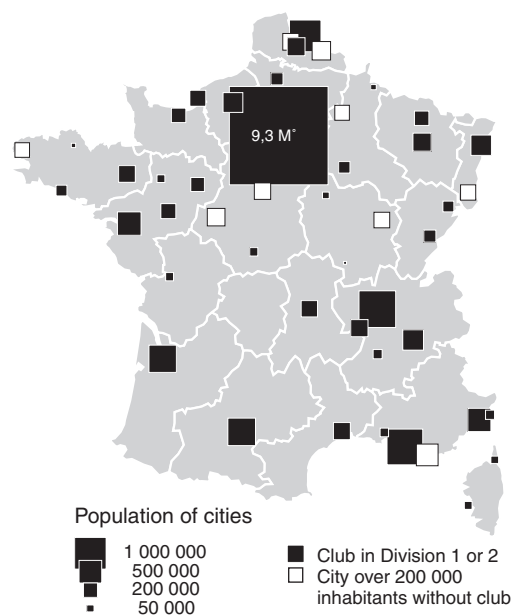 9,3 M*
Population of cities
1 000 000
500 000
200 000
50 000
Club in Division 1 or 2
City over 200 000
inhabitants without club